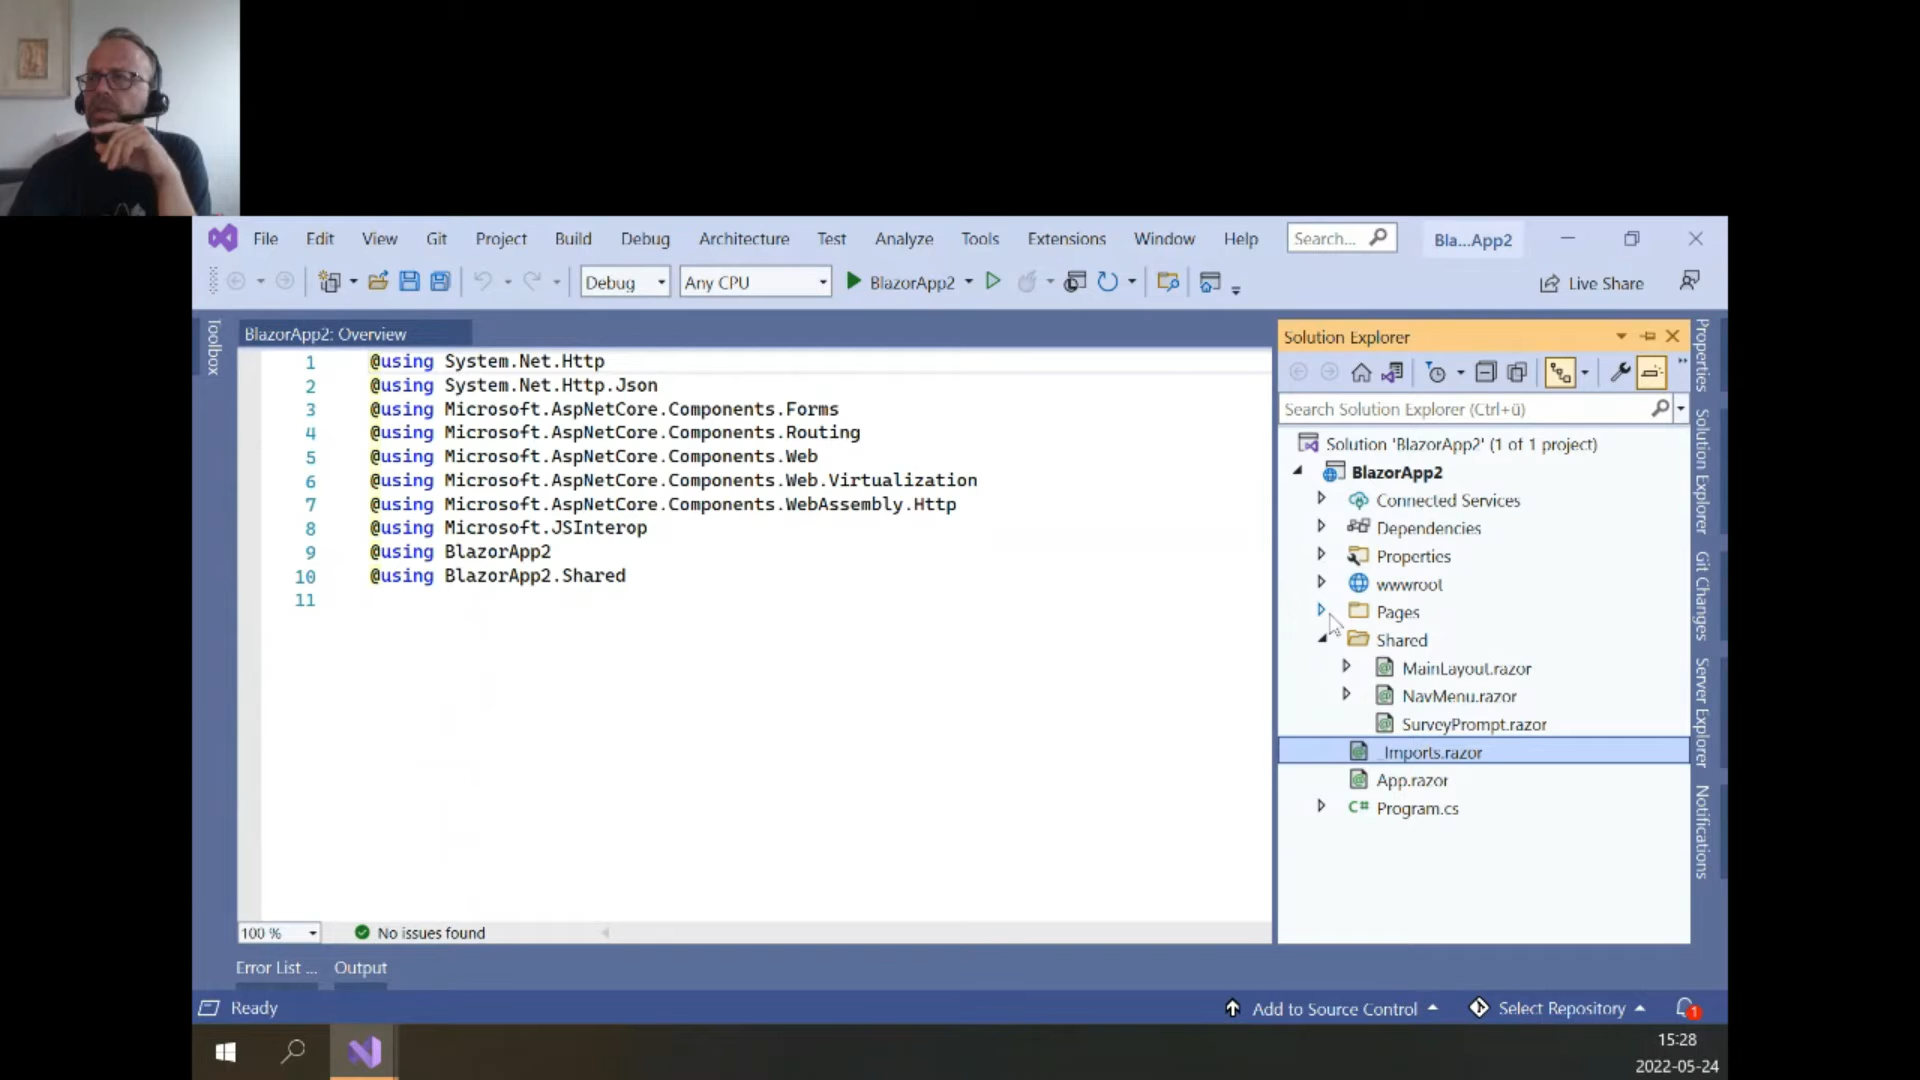 File Edit View Git Project Build Debug Architecture Test Analyze Tools Extensions Window Help Search... Bla...App2
Debug Any CPU BlazorApp2 Live Share
Toolbox
BlazorApp2: Overview
1 @using System.Net.Http
2 @using System.Net.Http.Json
3 @using Microsoft.AspNetCore.Components.Forms
4 @using Microsoft.AspNetCore.Components.Routing
5 @using Microsoft.AspNetCore.Components.Web
6 @using Microsoft.AspNetCore.Components.Web.Virtualization
7 @using Microsoft.AspNetCore.Components.WebAssembly.Http
8 @using Microsoft.JSInterop
9 @using BlazorApp2
10 @using BlazorApp2.Shared
11
100 % No issues found
Solution Explorer
Search Solution Explorer (Ctrl+ü)
Solution 'BlazorApp2' (1 of 1 project)
BlazorApp2
Connected Services
Dependencies
Properties
wwwroot
Pages
Shared
MainLayout.razor
NavMenu.razor
SurveyPrompt.razor
_Imports.razor
App.razor
C# Program.cs
Properties
Solution Explorer
Git Changes
Server Explorer
Notifications
Error List ... Output
Ready Add to Source Control Select Repository 1
15:28
2022-05-24